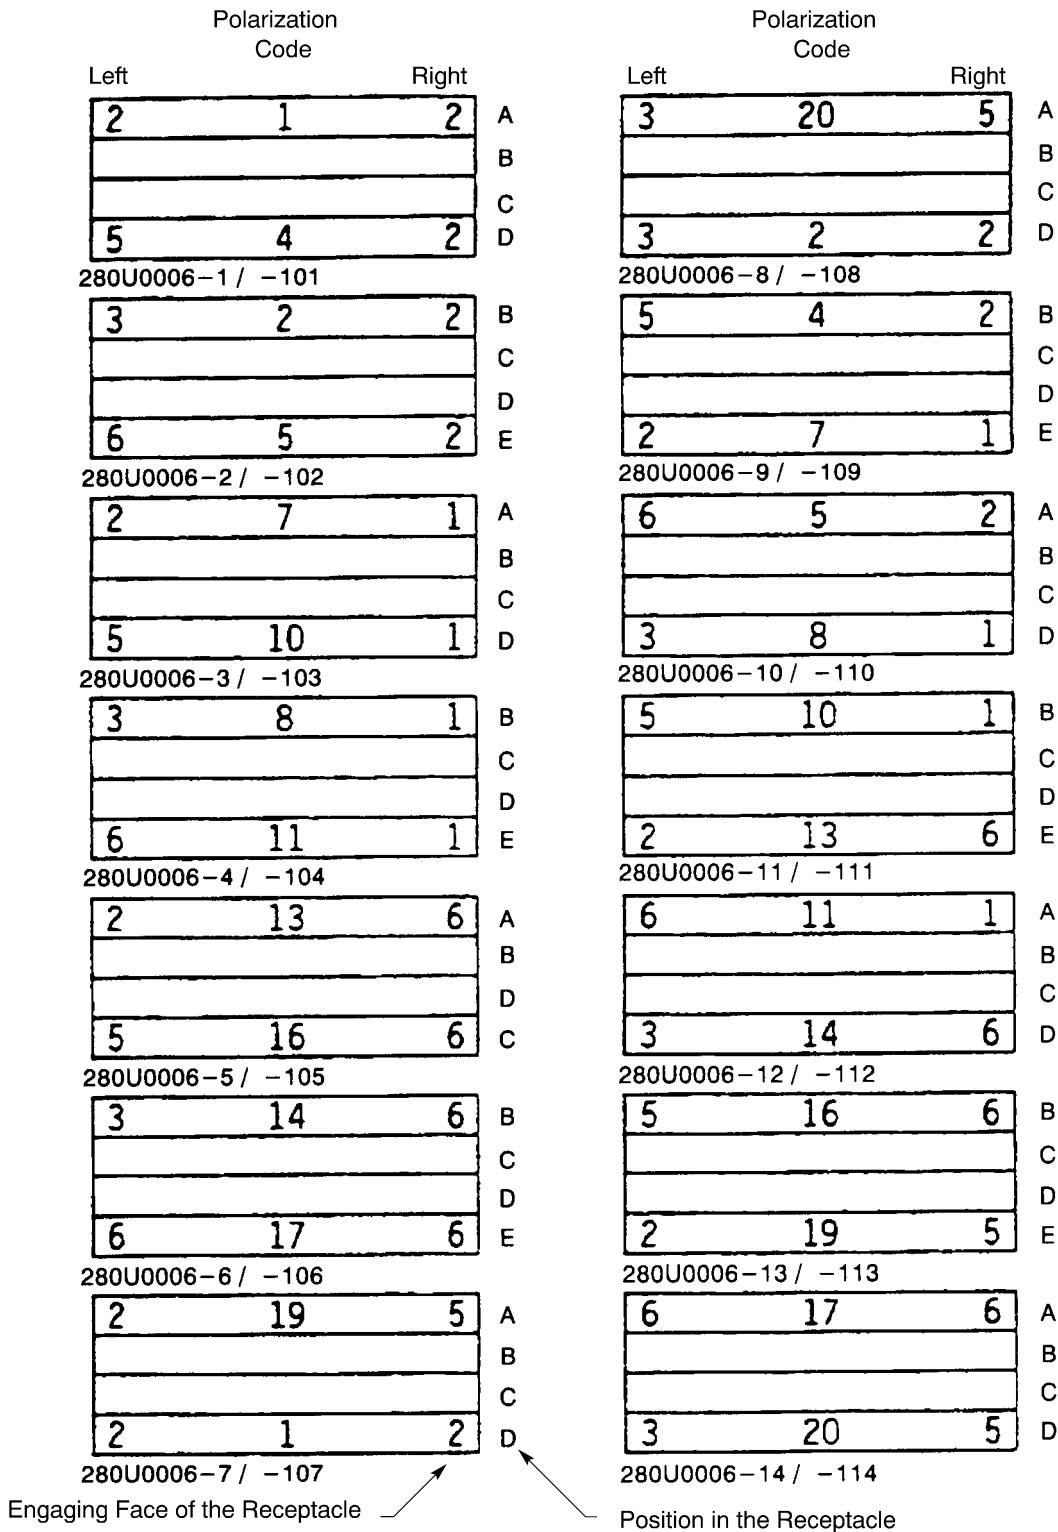 Polarization
Code
Left Right
2 1 2 A
B
C
5 4 2 D
280U0006-1 / -101
3 2 2 B
C
D
6 5 2 E
280U0006-2 / -102
2 7 1 A
B
C
5 10 1 D
280U0006-3 / -103
3 8 1 B
C
D
6 11 1 E
280U0006-4 / -104
2 13 6 A
B
D
5 16 6 C
280U0006-5 / -105
3 14 6 B
C
D
6 17 6 E
280U0006-6 / -106
2 19 5 A
B
C
2 1 2 D
280U0006-7 / -107
Engaging Face of the Receptacle
Polarization
Code
Left Right
3 20 5 A
B
C
3 2 2 D
280U0006-8 / -108
5 4 2 B
C
D
2 7 1 E
280U0006-9 / -109
6 5 2 A
B
C
3 8 1 D
280U0006-10 / -110
5 10 1 B
C
D
2 13 6 E
280U0006-11 / -111
6 11 1 A
B
C
3 14 6 D
280U0006-12 / -112
5 16 6 B
C
D
2 19 5 E
280U0006-13 / -113
6 17 6 A
B
C
3 20 5 D
280U0006-14 / -114
Position in the Receptacle